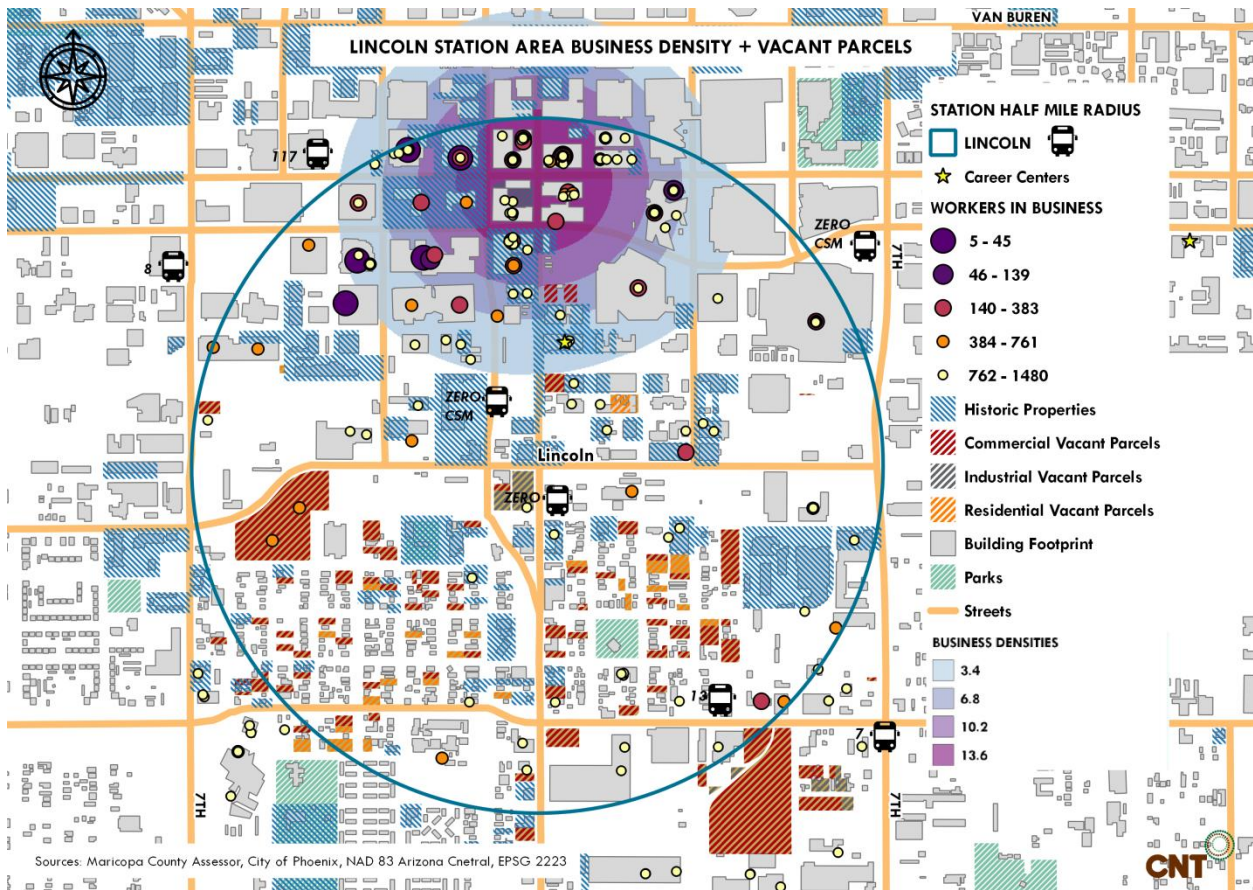 VAN BUREN
LINCOLN STATION AREA BUSINESS DENSITY + VACANT PARCELS
STATION HALF MILE RADIUS
LINCOLN
Career Centers
WORKERS IN BUSINESS
5 - 45
46 - 139
140 - 383
384 - 761
762 - 1480
Historic Properties
Commercial Vacant Parcels
Industrial Vacant Parcels
Residential Vacant Parcels
Building Footprint
Parks
Streets
BUSINESS DENSITIES
3.4
6.8
10.2
13.6
117
8
ZERO
CSM
7TH
ZERO
CSM
Lincoln
ZERO
13
7
7TH
7TH
Sources: Maricopa County Assessor, City of Phoenix, NAD 83 Arizona Cnetral, EPSG 2223
CNT